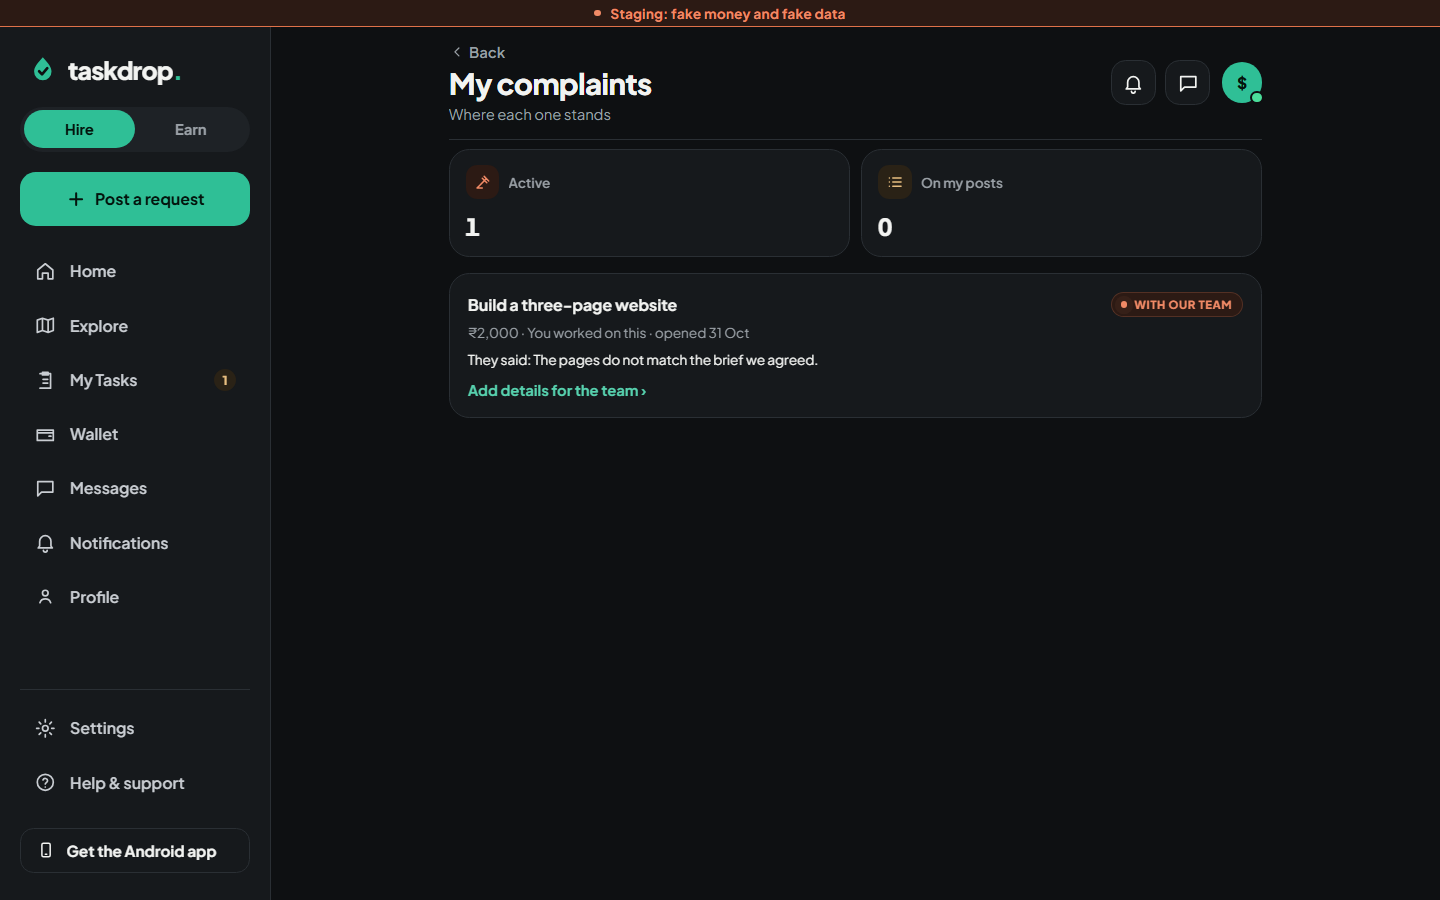 Staging: fake money and fake data
taskdrop.
Hire
Earn
Post a request
Home
Explore
My Tasks
1
Wallet
Messages
Notifications
Profile
Settings
Help & support
Get the Android app
Back
My complaints
Where each one stands
$
Active
1
On my posts
0
Build a three-page website
WITH OUR TEAM
₹2,000 · You worked on this · opened 31 Oct
They said: The pages do not match the brief we agreed.
Add details for the team ›